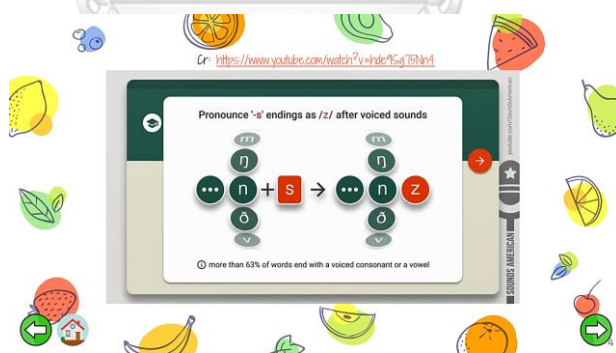 Cr: https://www.youtube.com/watch?v=hde9Sg75Nn4
Pronounce '-s' endings as /z/ after voiced sounds
m m
ŋ ŋ
••• n + s → ••• n z
ð ð
v v
ⓘ more than 63% of words end with a voiced consonant or a vowel
youtube.com/SoundsAmerican
SOUNDS AMERICAN